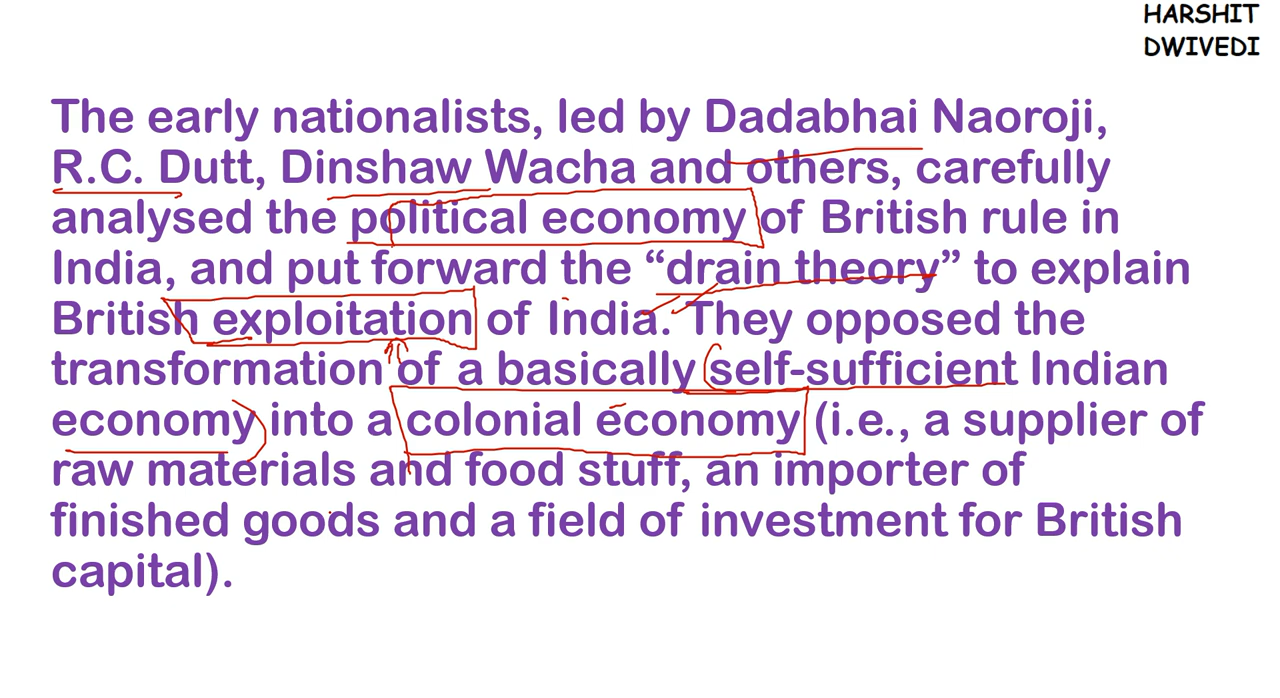 HARSHIT
DWIVEDI
The early nationalists, led by Dadabhai Naoroji,
R.C. Dutt, Dinshaw Wacha and others, carefully
analysed the political economy of British rule in
India, and put forward the “drain theory” to explain
British exploitation of India. They opposed the
transformation of a basically self-sufficient Indian
economy into a colonial economy (i.e., a supplier of
raw materials and food stuff, an importer of
finished goods and a field of investment for British
capital).